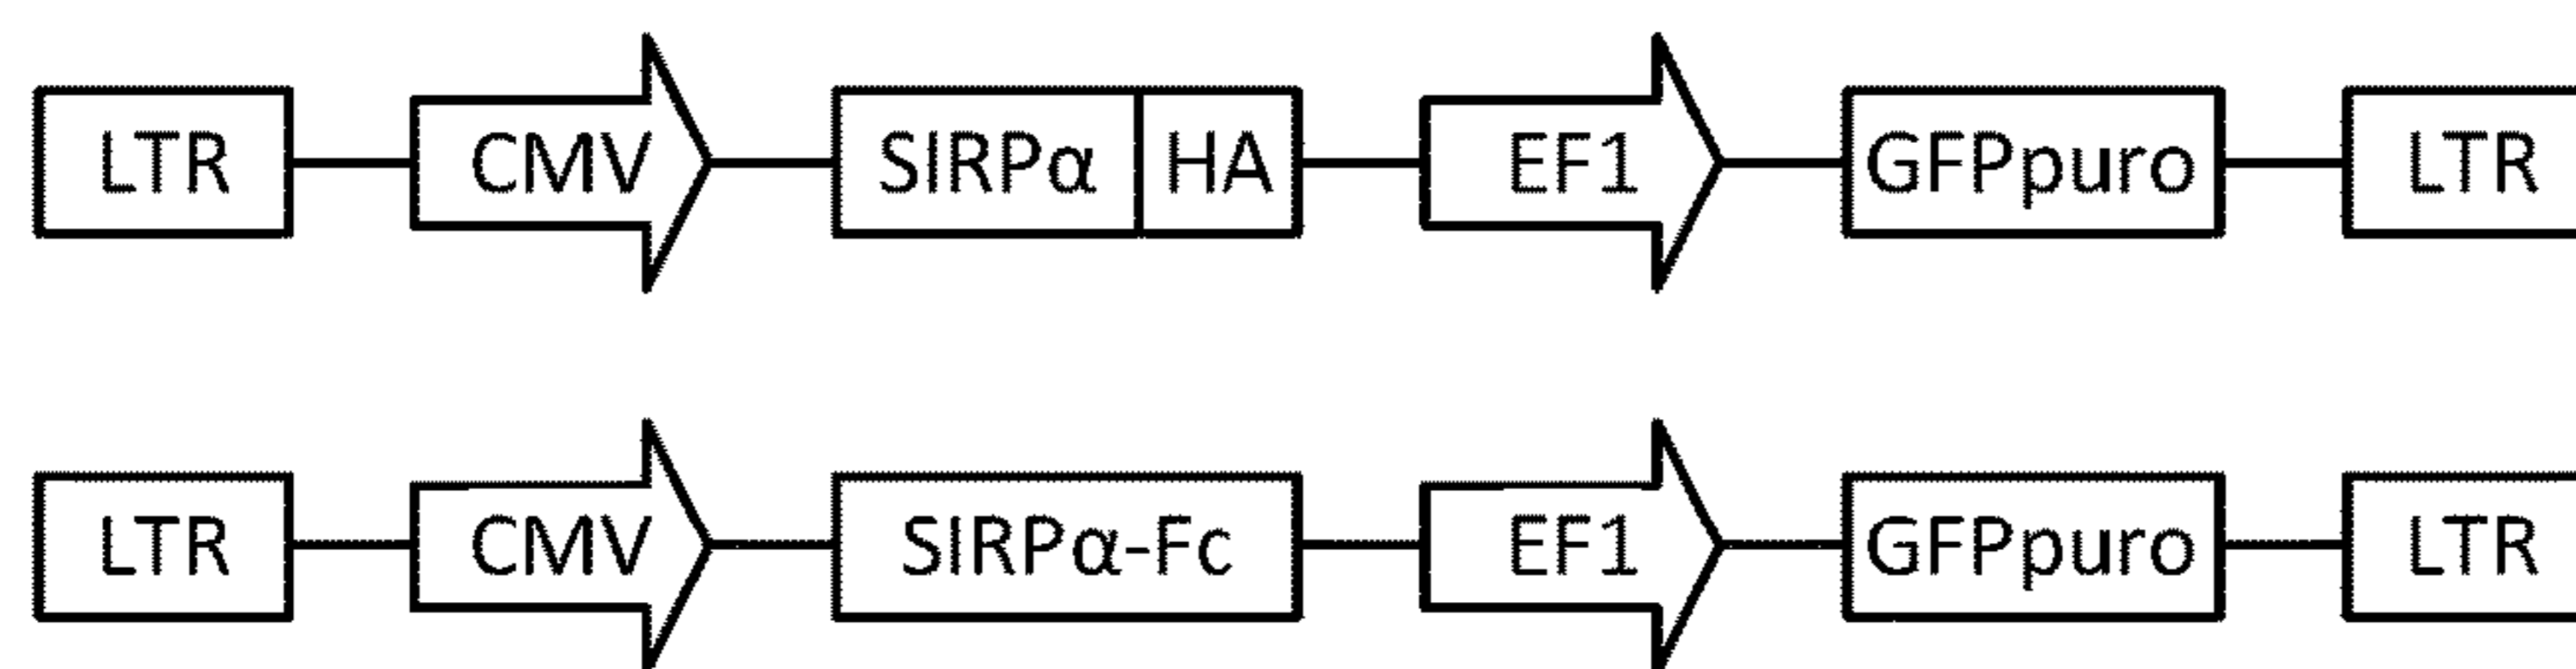 LTR CMV SIRPα HA EF1 GFPpuro LTR
LTR CMV SIRPα-Fc EF1 GFPpuro LTR